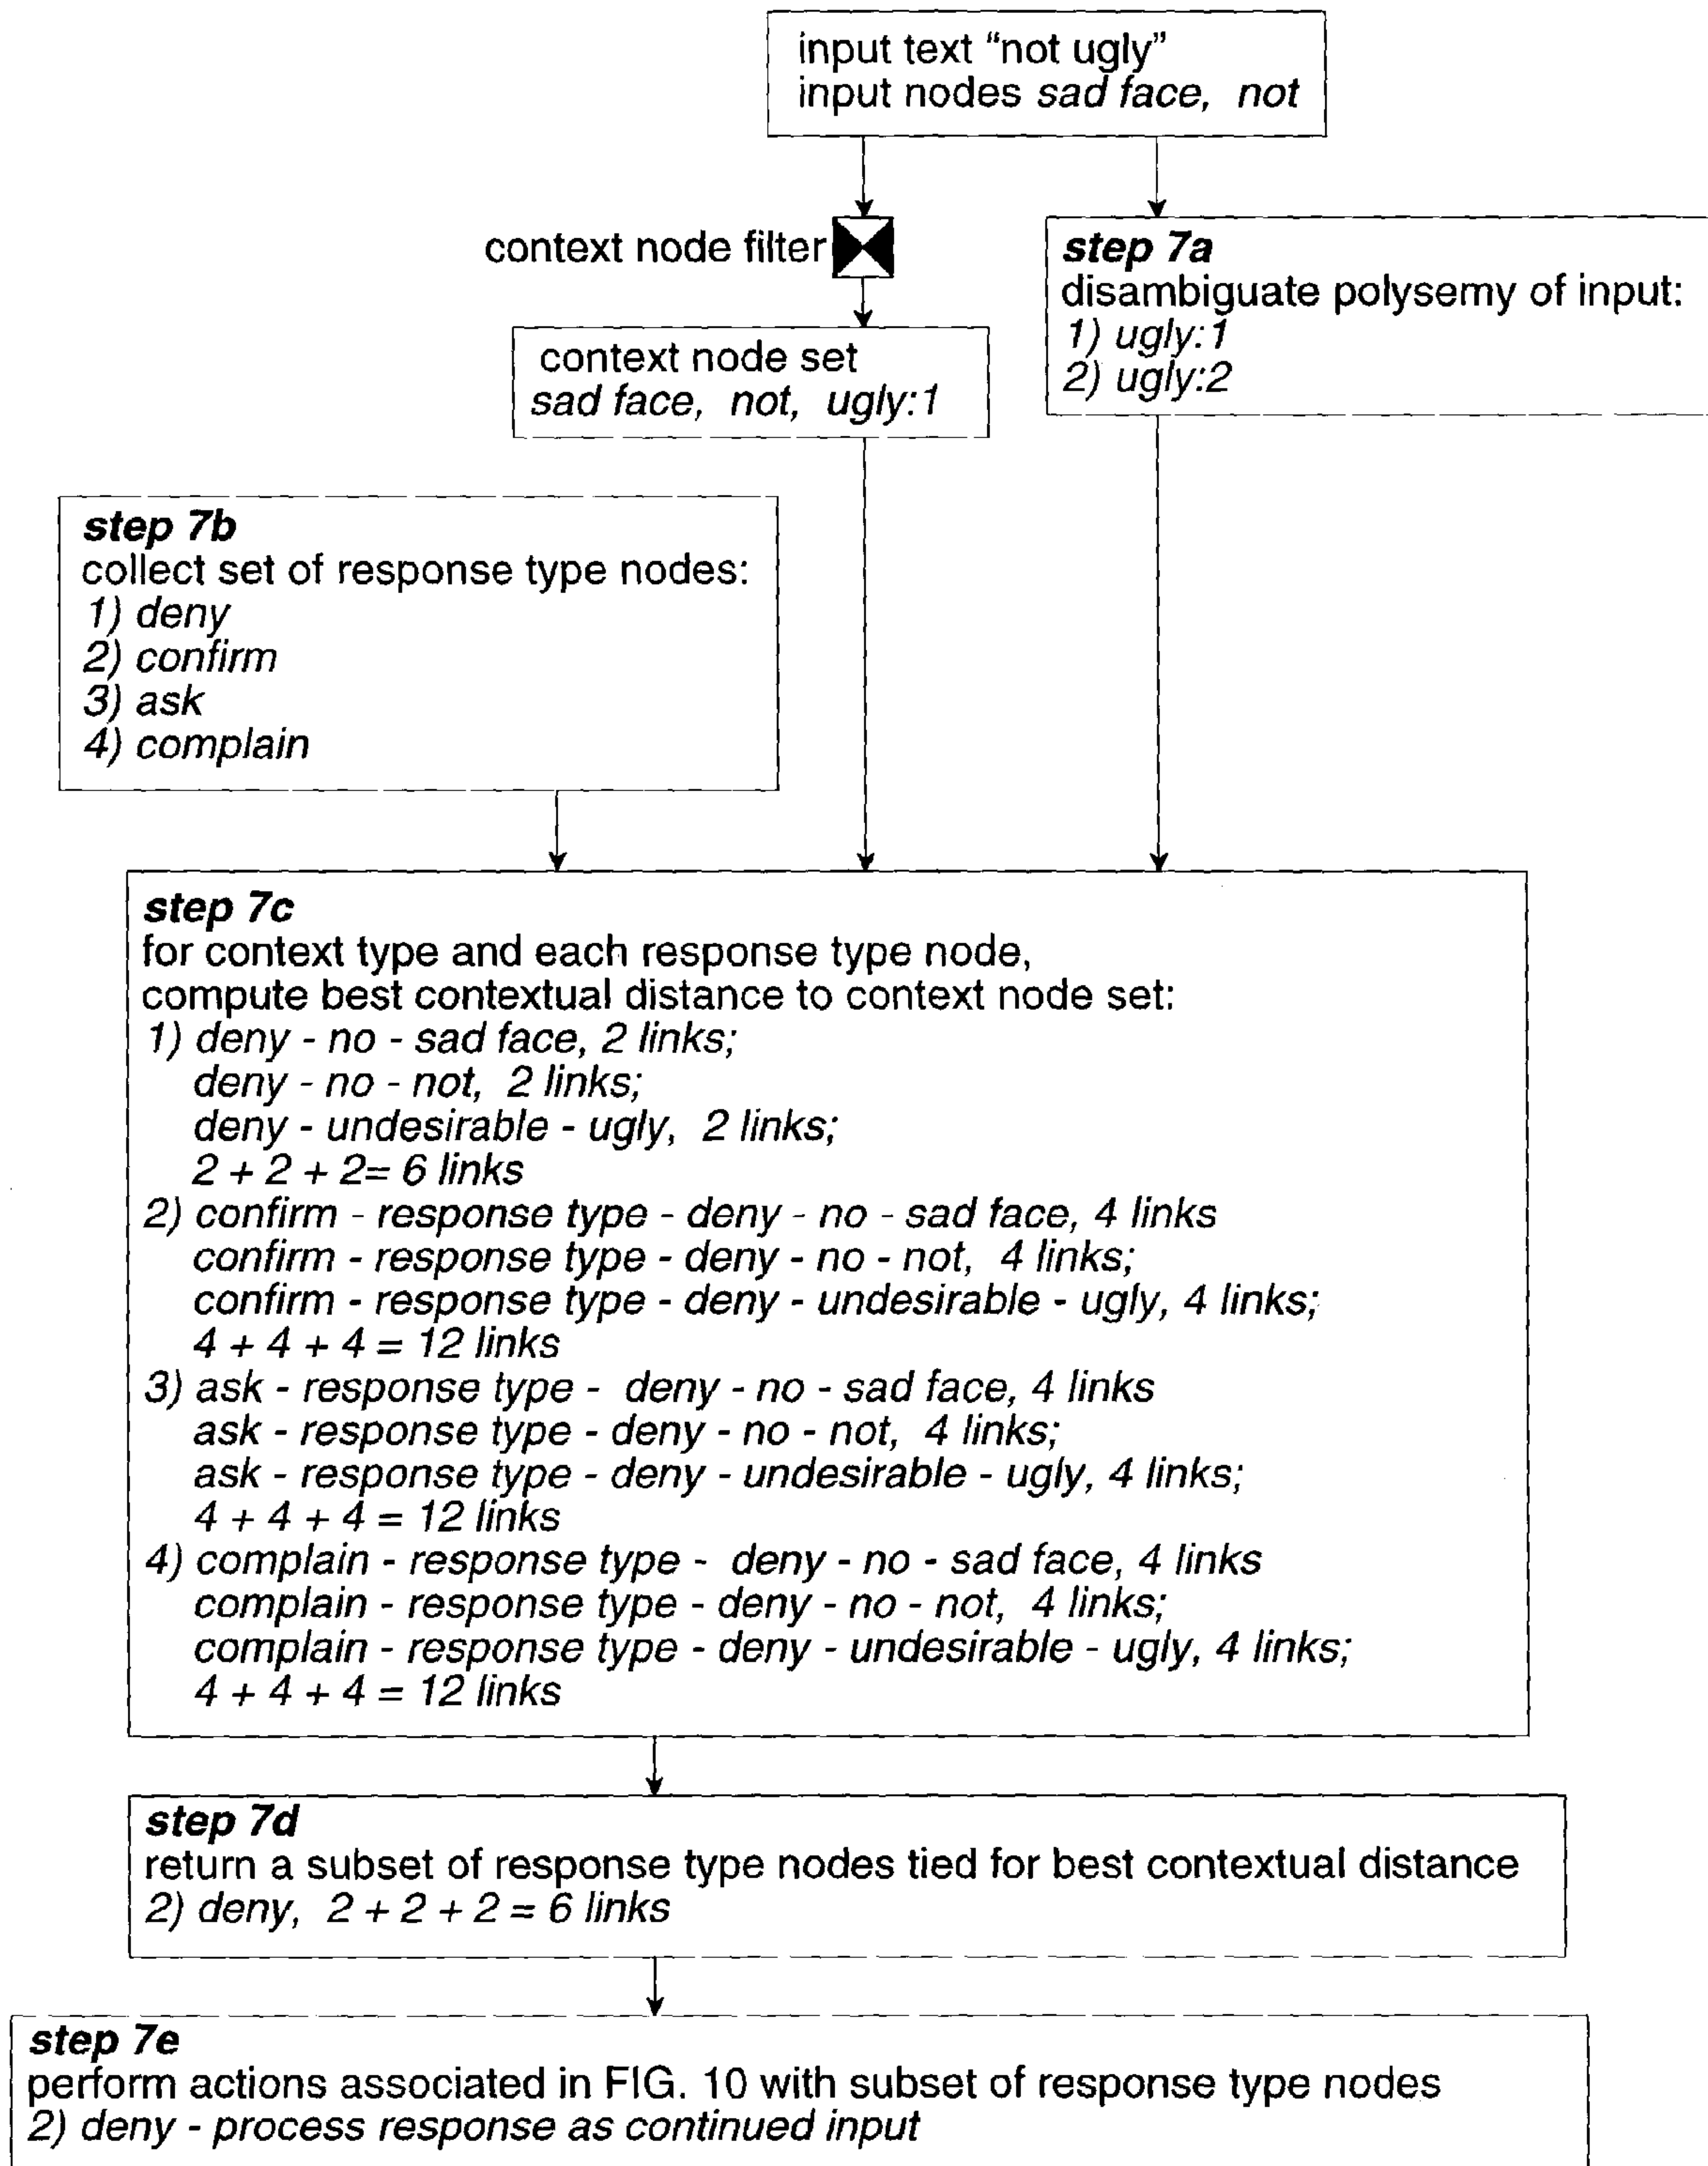 input text “not ugly”
input nodes sad face, not
context node filter
step 7a
disambiguate polysemy of input:
1) ugly:1
2) ugly:2
context node set
sad face, not, ugly:1
step 7b
collect set of response type nodes:
1) deny
2) confirm
3) ask
4) complain
step 7c
for context type and each response type node,
compute best contextual distance to context node set:
1) deny - no - sad face, 2 links;
deny - no - not, 2 links;
deny - undesirable - ugly, 2 links;
2 + 2 + 2= 6 links
2) confirm - response type - deny - no - sad face, 4 links
confirm - response type - deny - no - not, 4 links;
confirm - response type - deny - undesirable - ugly, 4 links;
4 + 4 + 4 = 12 links
3) ask - response type - deny - no - sad face, 4 links
ask - response type - deny - no - not, 4 links;
ask - response type - deny - undesirable - ugly, 4 links;
4 + 4 + 4 = 12 links
4) complain - response type - deny - no - sad face, 4 links
complain - response type - deny - no - not, 4 links;
complain - response type - deny - undesirable - ugly, 4 links;
4 + 4 + 4 = 12 links
step 7d
return a subset of response type nodes tied for best contextual distance
2) deny, 2 + 2 + 2 = 6 links
step 7e
perform actions associated in FIG. 10 with subset of response type nodes
2) deny - process response as continued input